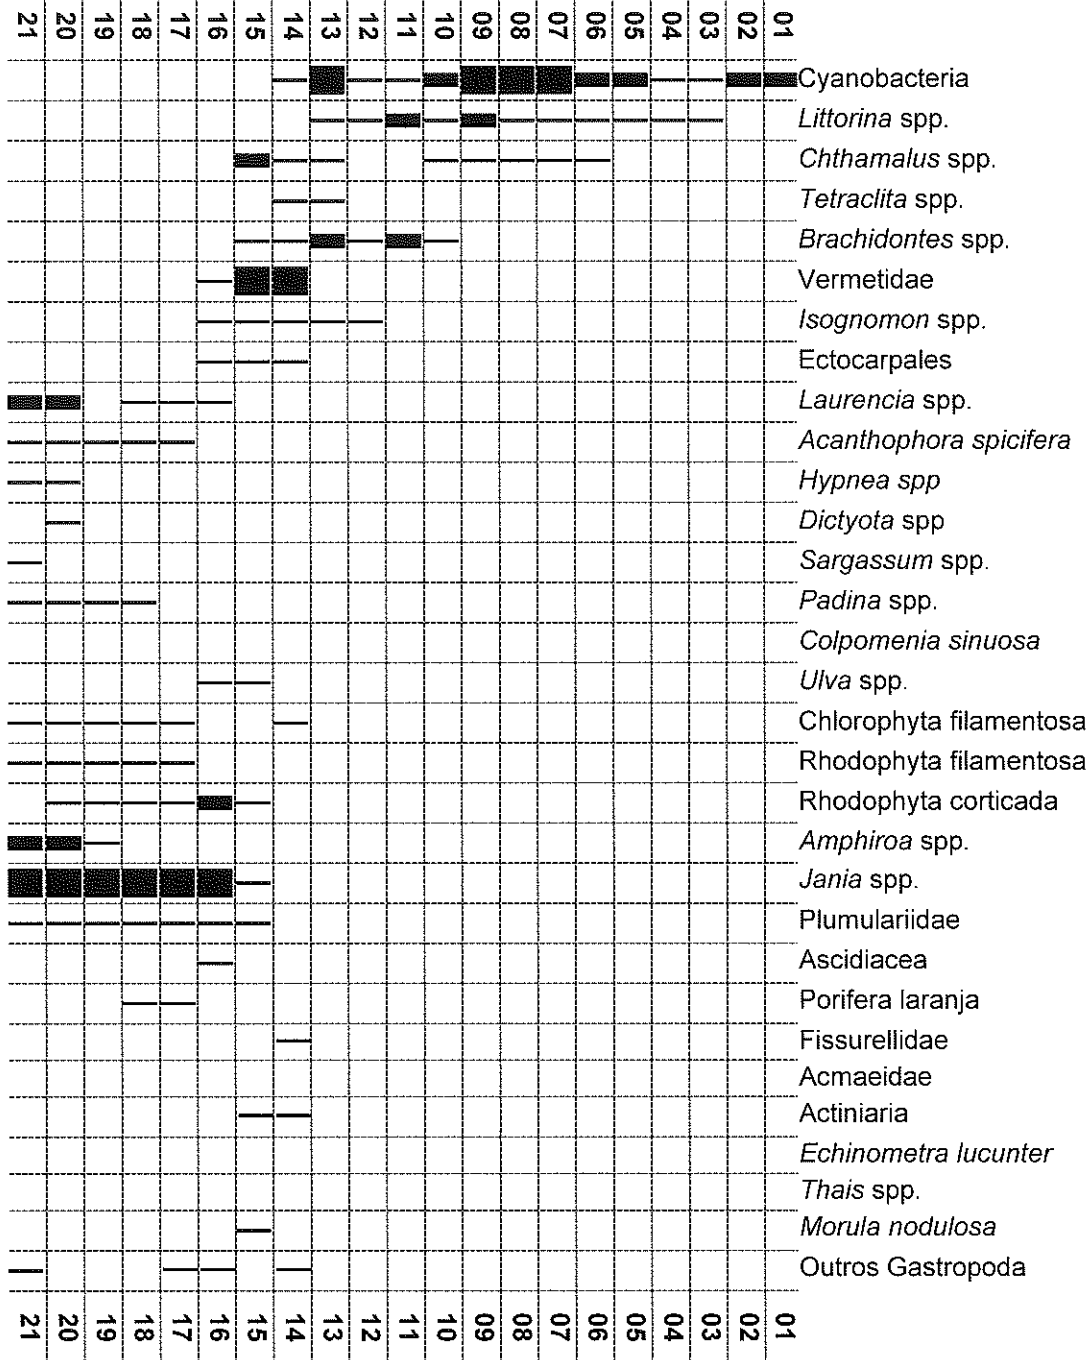 21 20 19 18 17 16 15 14 13 12 11 10 09 08 07 06 05 04 03 02 01
Cyanobacteria
Littorina spp.
Chthamalus spp.
Tetraclita spp.
Brachidontes spp.
Vermetidae
Isognomon spp.
Ectocarpales
Laurencia spp.
Acanthophora spicifera
Hypnea spp
Dictyota spp
Sargassum spp.
Padina spp.
Colpomenia sinuosa
Ulva spp.
Chlorophyta filamentosa
Rhodophyta filamentosa
Rhodophyta corticada
Amphiroa spp.
Jania spp.
Plumulariidae
Ascidiacea
Porifera laranja
Fissurellidae
Acmaeidae
Actiniaria
Echinometra lucunter
Thais spp.
Morula nodulosa
Outros Gastropoda
21 20 19 18 17 16 15 14 13 12 11 10 09 08 07 06 05 04 03 02 01